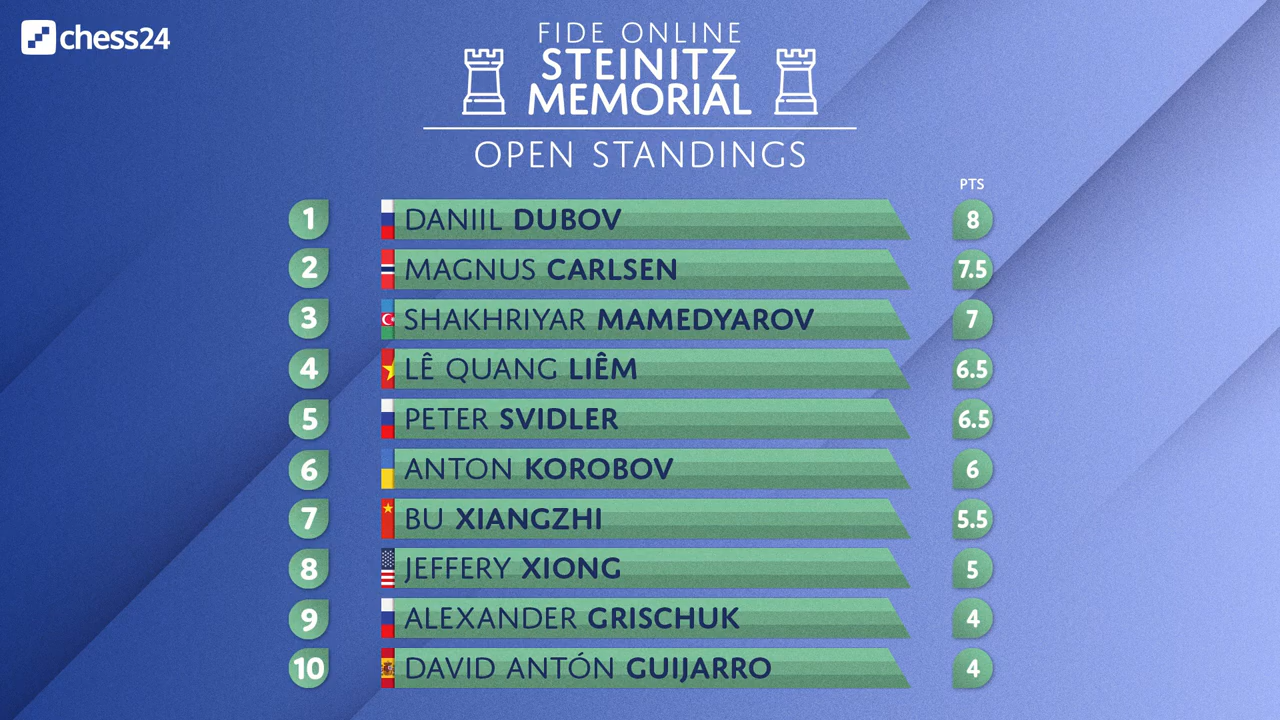 chess24
FIDE ONLINE
STEINITZ
MEMORIAL
OPEN STANDINGS
PTS
1 DANIIL DUBOV 8
2 MAGNUS CARLSEN 7.5
3 SHAKHRIYAR MAMEDYAROV 7
4 LÊ QUANG LIÊM 6.5
5 PETER SVIDLER 6.5
6 ANTON KOROBOV 6
7 BU XIANGZHI 5.5
8 JEFFERY XIONG 5
9 ALEXANDER GRISCHUK 4
10 DAVID ANTÓN GUIJARRO 4